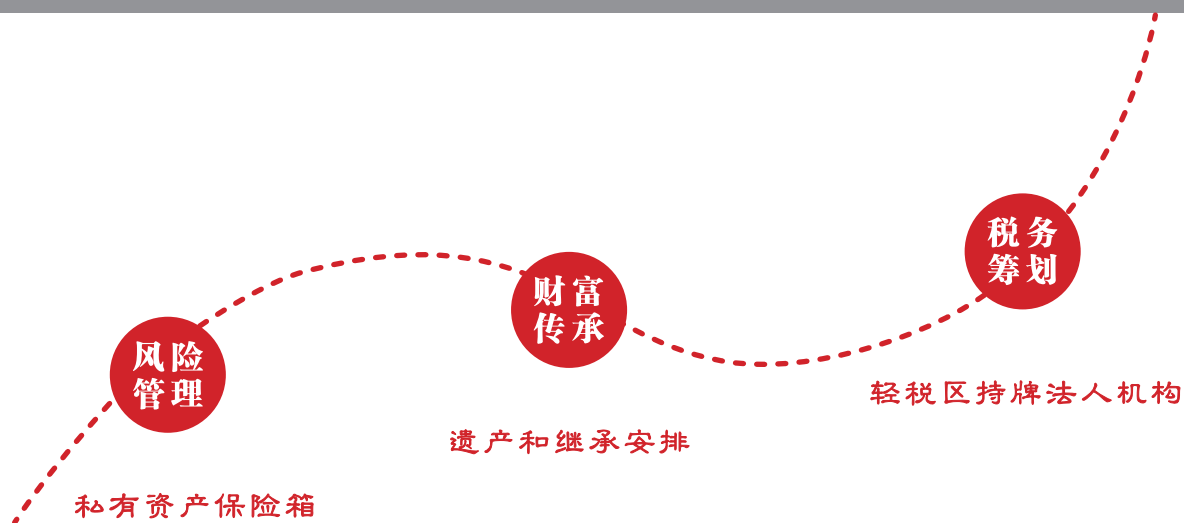 税务
筹划
财富
传承
风险
管理
轻税区持牌法人机构
遗产和继承安排
私有资产保险箱